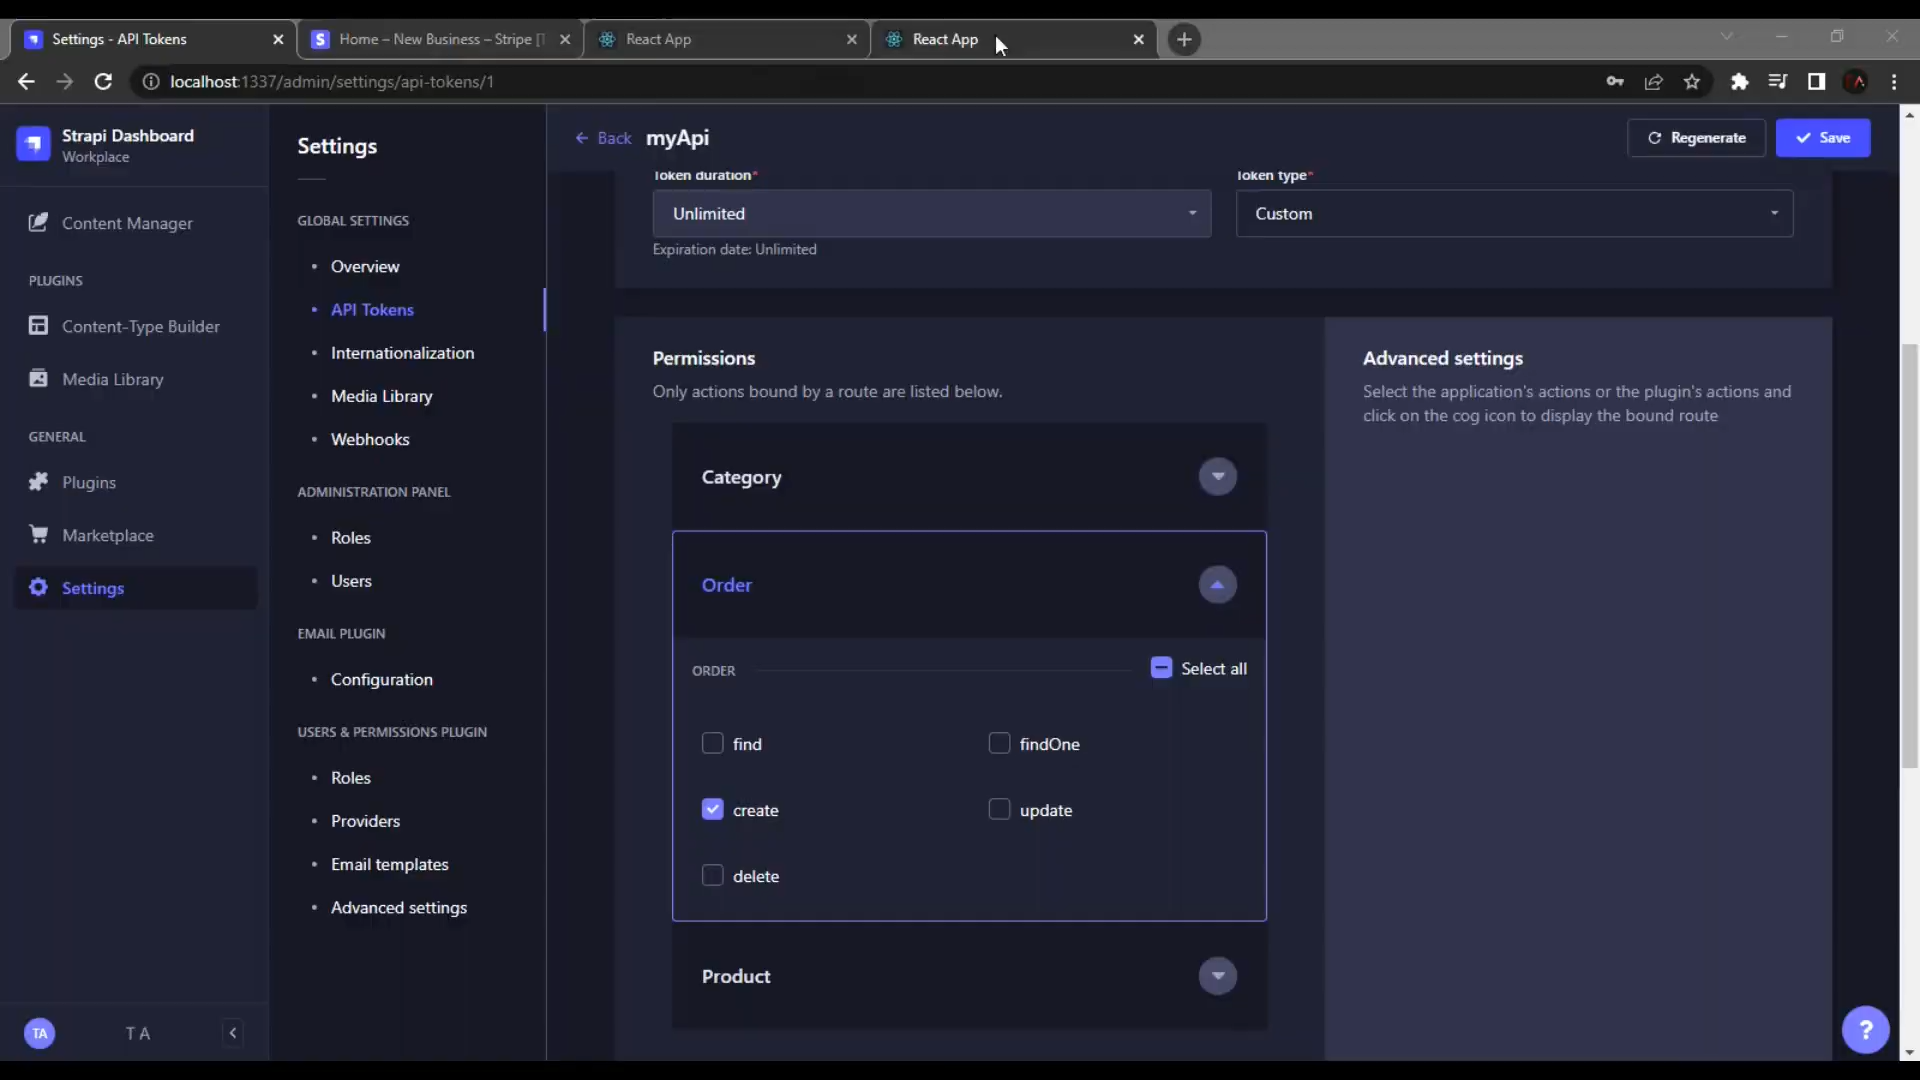 Settings - API Tokens
Home – New Business – Stripe [T
React App
React App
localhost:1337/admin/settings/api-tokens/1
Strapi Dashboard
Workplace
Content Manager
PLUGINS
Content-Type Builder
Media Library
GENERAL
Plugins
Marketplace
Settings
TA
T A
Settings
GLOBAL SETTINGS
Overview
API Tokens
Internationalization
Media Library
Webhooks
ADMINISTRATION PANEL
Roles
Users
EMAIL PLUGIN
Configuration
USERS & PERMISSIONS PLUGIN
Roles
Providers
Email templates
Advanced settings
Back myApi
Regenerate
Save
Token duration*
Token type*
Unlimited
Custom
Expiration date: Unlimited
Permissions
Only actions bound by a route are listed below.
Category
Order
ORDER
Select all
find
findOne
create
update
delete
Product
Advanced settings
Select the application's actions or the plugin's actions and
click on the cog icon to display the bound route
?